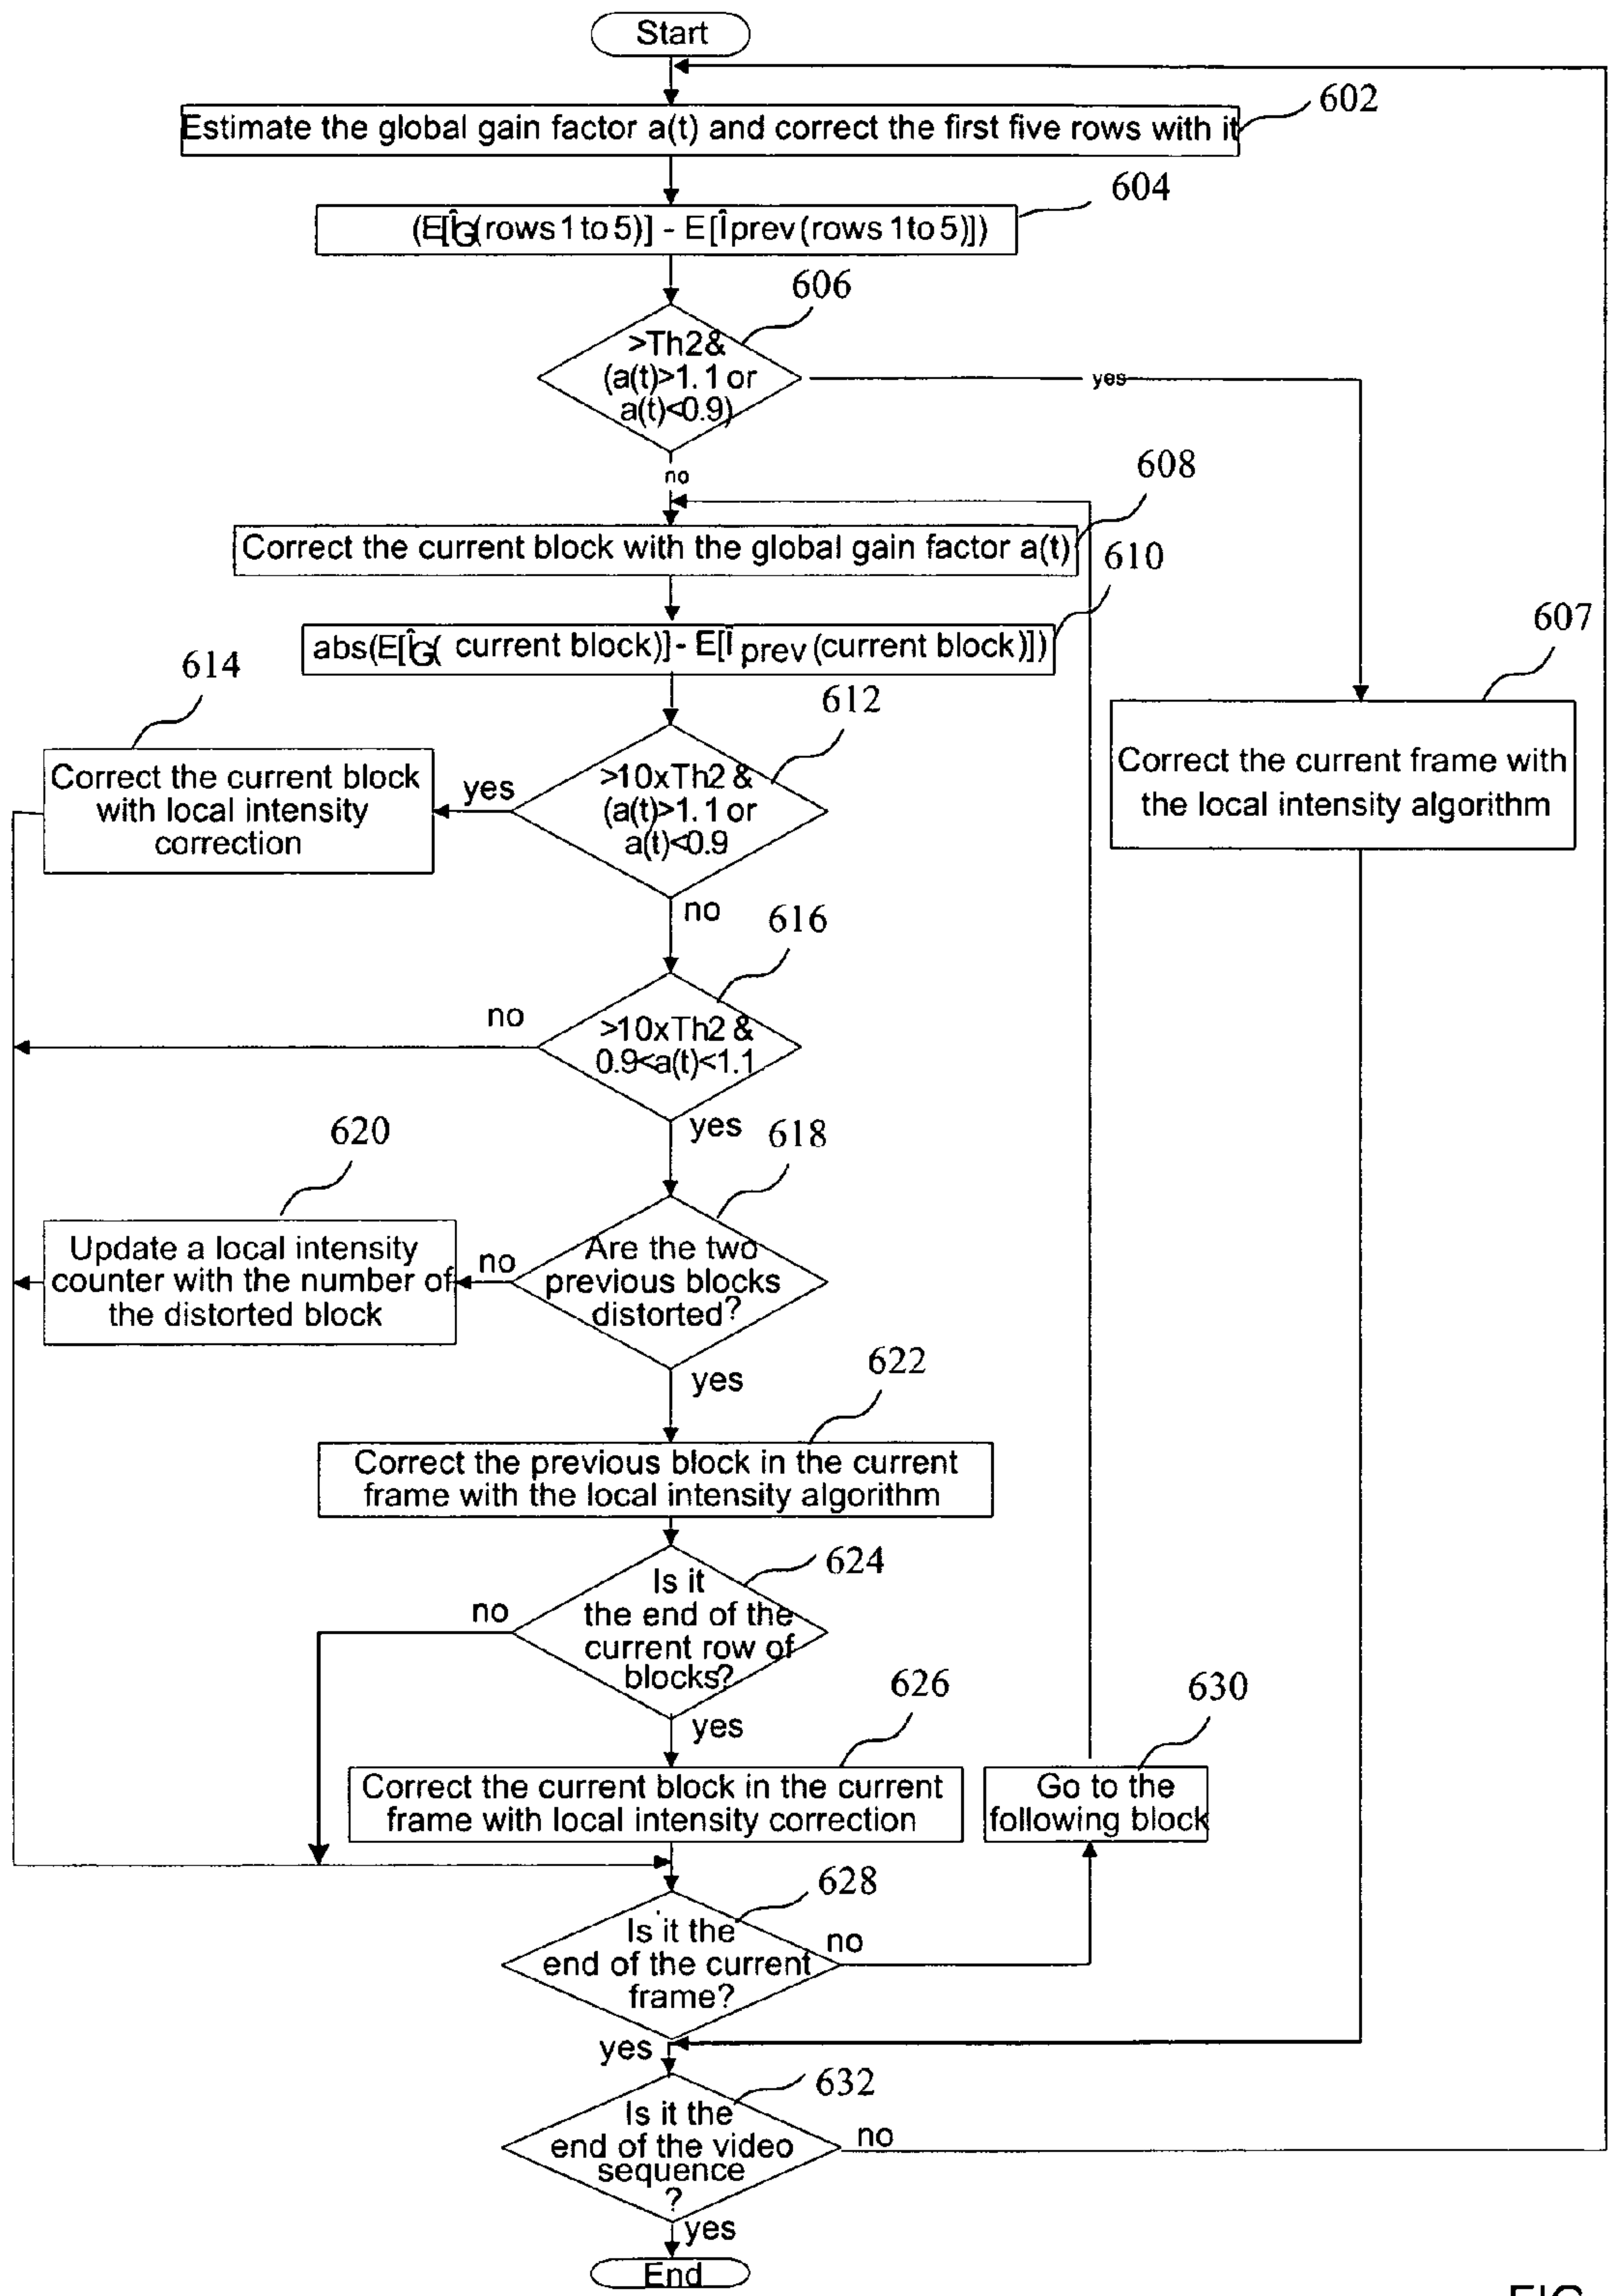 Start
602
Estimate the global gain factor a(t) and correct the first five rows with it
604
(E[ÎG(rows 1 to 5)] - E[Îprev(rows 1to 5)])
606
>Th2&
(a(t)>1.1 or
a(t)<0.9)
yes
no
608
Correct the current block with the global gain factor a(t)
610
abs(E[ÎG( current block)] - E[Î prev (current block)])
607
614
612
Correct the current block
with local intensity
correction
yes
>10xTh2 &
(a(t)>1.1 or
a(t)<0.9
Correct the current frame with
the local intensity algorithm
no
616
no
>10xTh2 &
0.9<a(t)<1.1
yes
620
618
Update a local intensity
counter with the number of
the distorted block
no
Are the two
previous blocks
distorted?
yes
622
Correct the previous block in the current
frame with the local intensity algorithm
624
no
Is it
the end of the
current row of
blocks?
yes
626
630
Correct the current block in the current
frame with local intensity correction
Go to the
following block
628
Is it the
end of the current
frame?
no
yes
632
Is it the
end of the video
sequence
?
no
yes
End
FIG